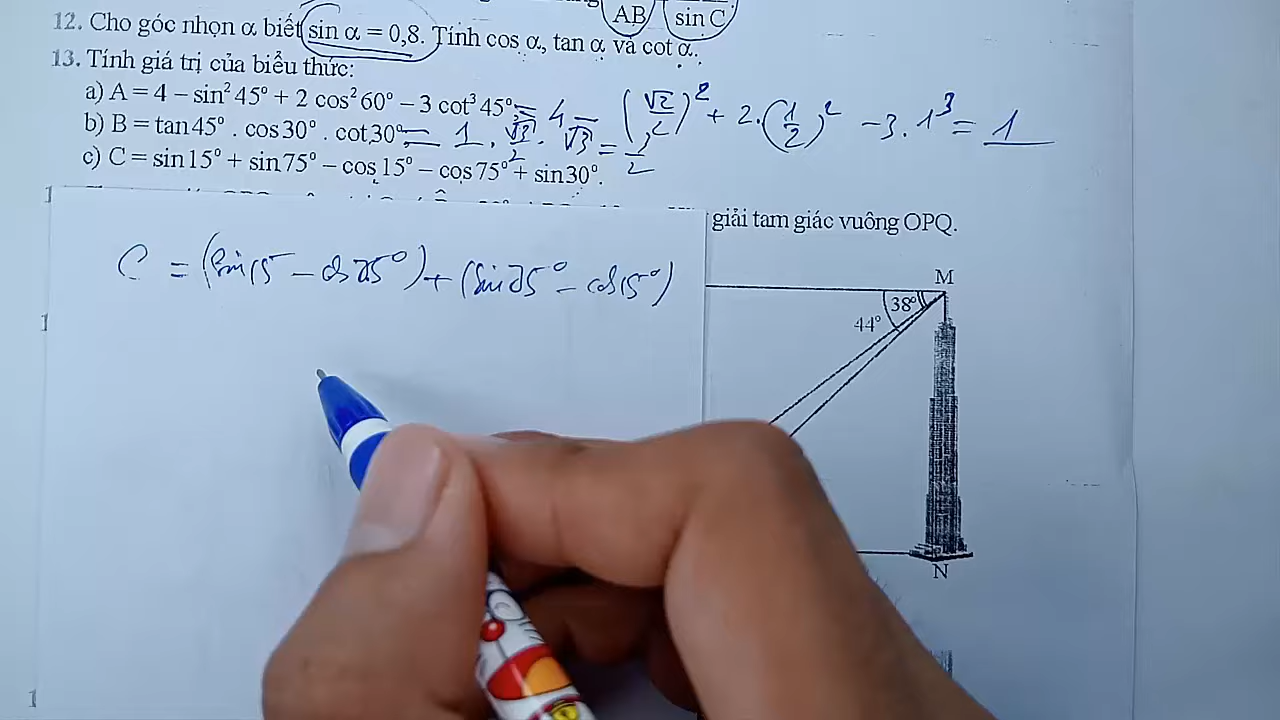 AB sin C
12. Cho góc nhọn α biết sin α = 0,8. Tính cos α, tan α và cot α.
13. Tính giá trị của biểu thức:
a) A = 4 – sin² 45° + 2 cos² 60° – 3 cot³ 45°. = 4 – (√2/2)² + 2.(1/2)² – 3.1³ = 1
b) B = tan 45° . cos 30° . cot 30° = 1 . √3/2 . √3 = 3/2
c) C = sin 15° + sin 75° – cos 15° – cos 75° + sin 30°.
giải tam giác vuông OPQ.
C = (sin 15 – cos 75°) + (sin 75° – cos 15°)
M
38°
44°
N